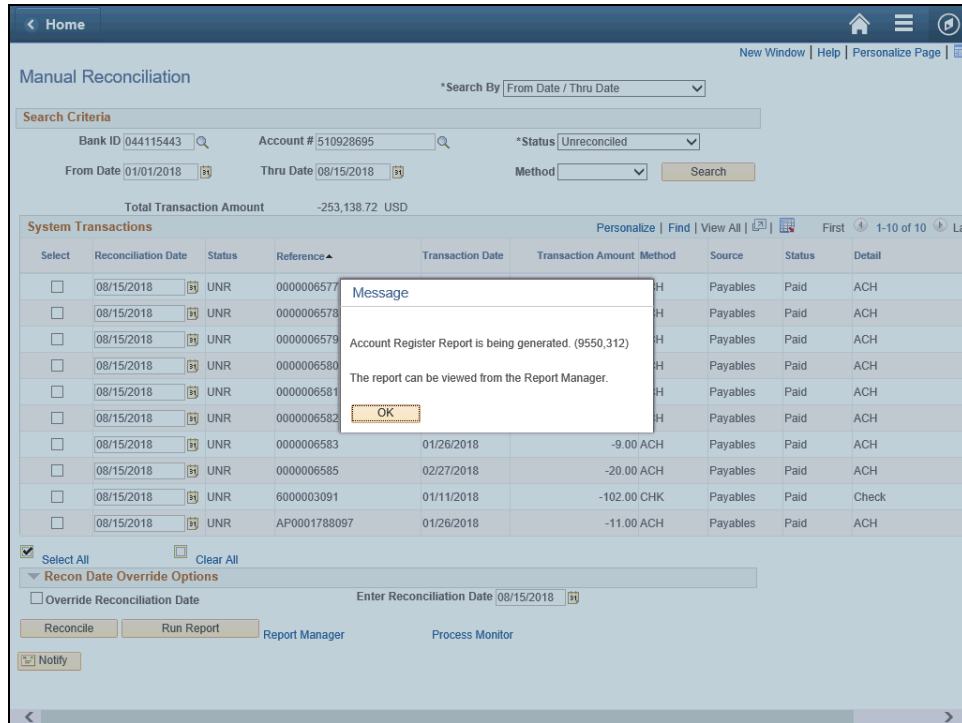 Home
New Window | Help | Personalize Page |
Manual Reconciliation
*Search By From Date / Thru Date
Search Criteria
Bank ID 044115443 Account # 510928695 *Status Unreconciled
From Date 01/01/2018 Thru Date 08/15/2018 Method Search
Total Transaction Amount -253,138.72 USD
System Transactions Personalize | Find | View All | First 1-10 of 10 La
Select Reconciliation Date Status Reference Transaction Date Transaction Amount Method Source Status Detail
08/15/2018 UNR 0000006577 CH Payables Paid ACH
08/15/2018 UNR 0000006578 CH Payables Paid ACH
08/15/2018 UNR 0000006579 CH Payables Paid ACH
08/15/2018 UNR 0000006580 CH Payables Paid ACH
08/15/2018 UNR 0000006581 CH Payables Paid ACH
08/15/2018 UNR 0000006582 CH Payables Paid ACH
Message
Account Register Report is being generated. (9550,312)
The report can be viewed from the Report Manager.
OK
08/15/2018 UNR 0000006583 01/26/2018 -9.00 ACH Payables Paid ACH
08/15/2018 UNR 0000006585 02/27/2018 -20.00 ACH Payables Paid ACH
08/15/2018 UNR 6000003091 01/11/2018 -102.00 CHK Payables Paid Check
08/15/2018 UNR AP0001788097 01/26/2018 -11.00 ACH Payables Paid ACH
Select All Clear All
Recon Date Override Options
Override Reconciliation Date Enter Reconciliation Date 08/15/2018
Reconcile Run Report Report Manager Process Monitor
Notify